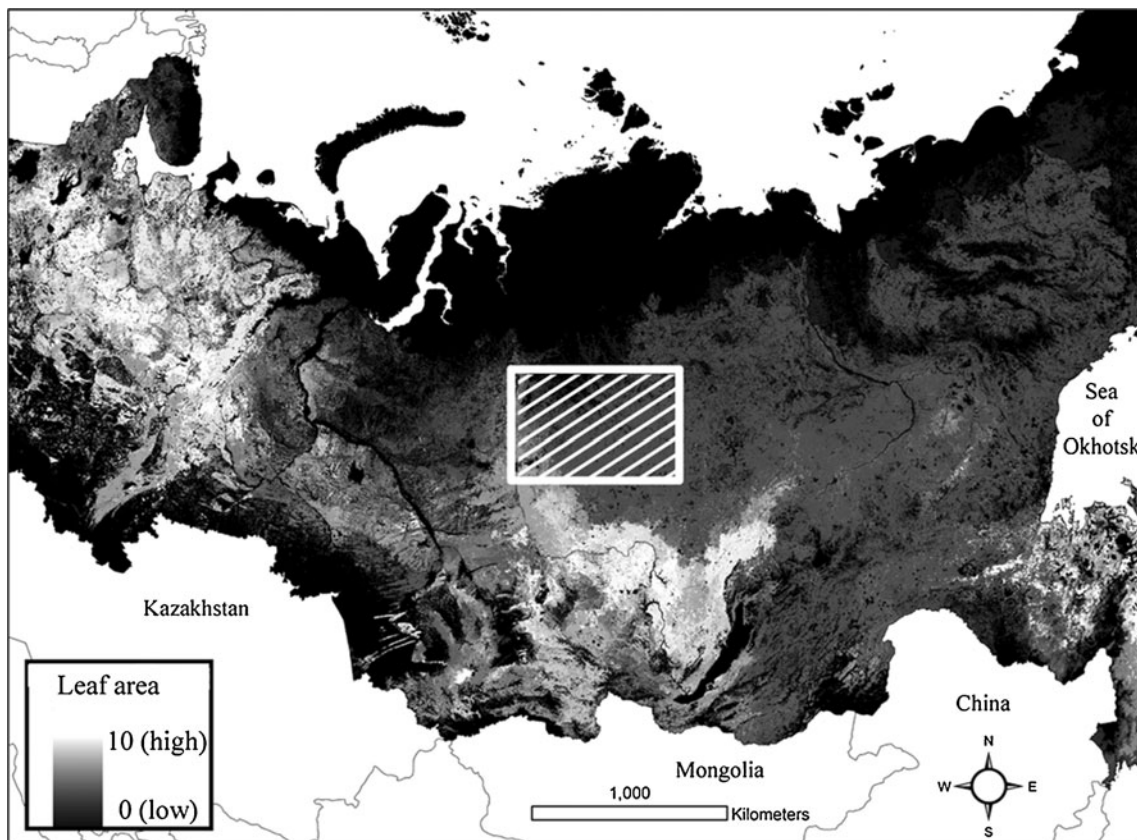 Sea
of
Okhotsk
Kazakhstan
Leaf area
10 (high)
0 (low)
China
N
W
E
S
Mongolia
1,000
Kilometers